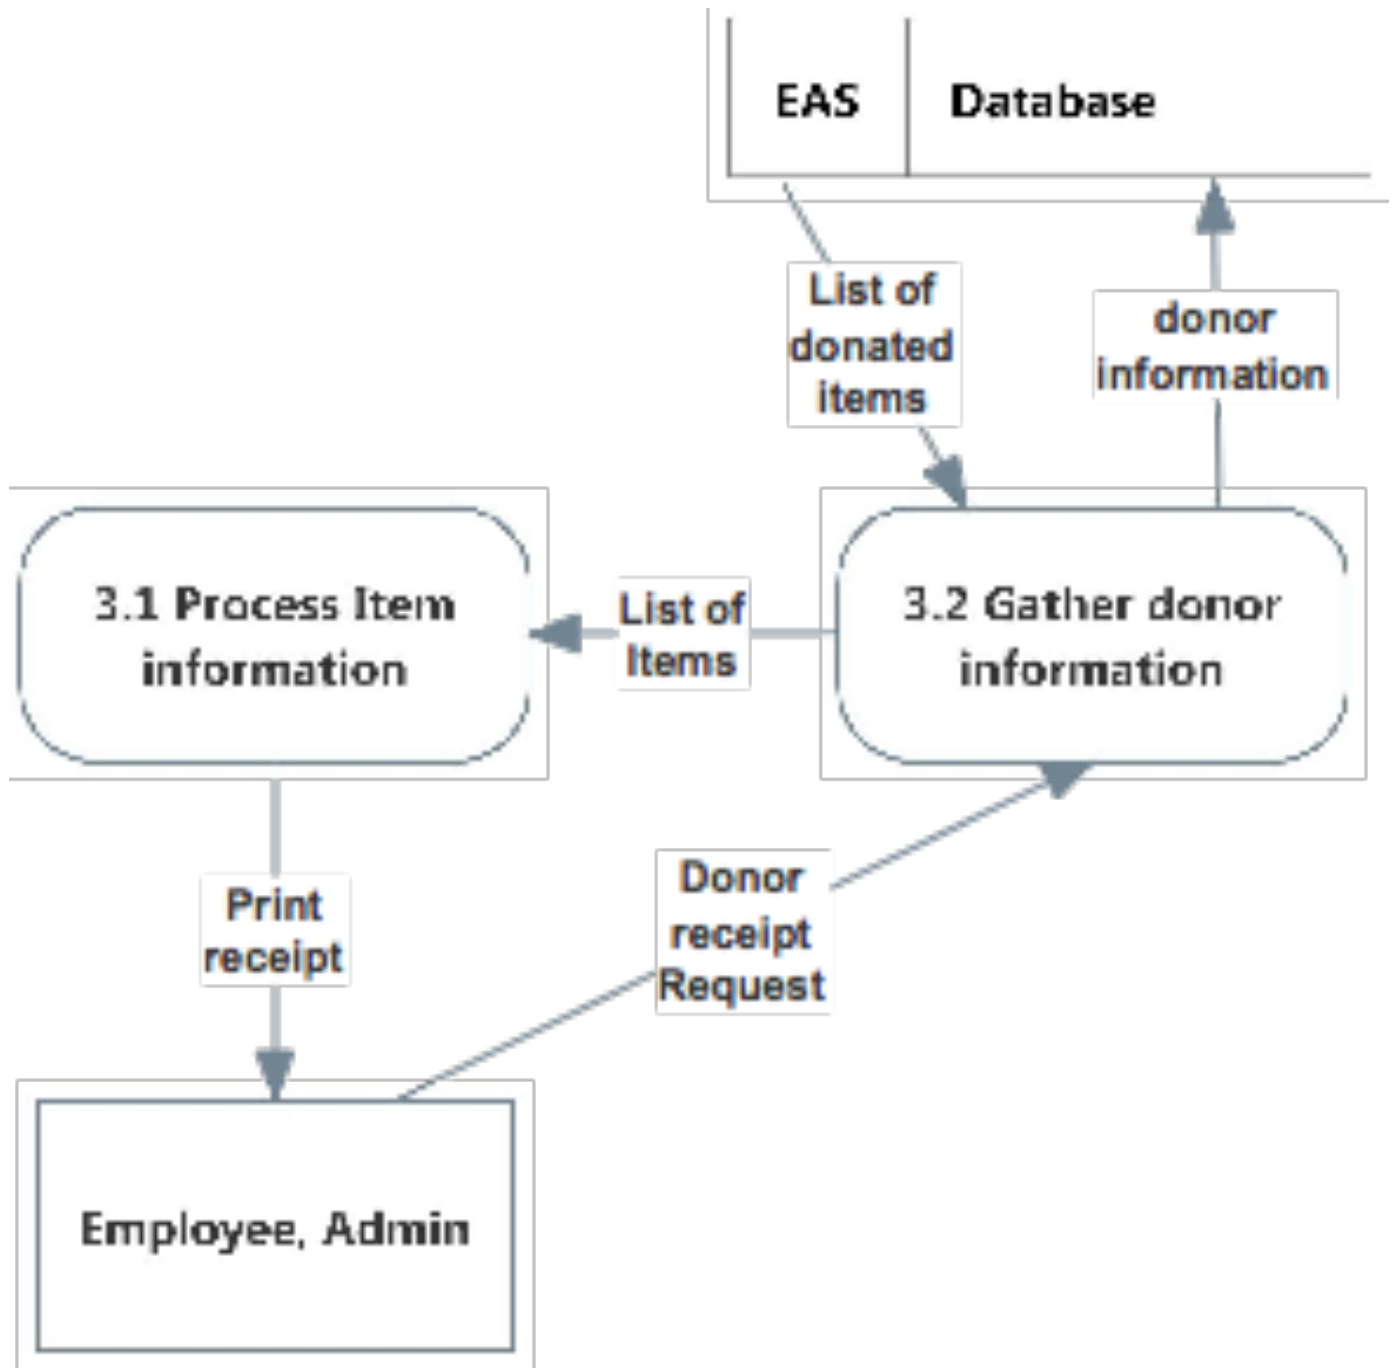 EAS Database
List of
donated
items
donor
information
3.1 Process Item
information
List of
Items
3.2 Gather donor
information
Print
receipt
Donor
receipt
Request
Employee, Admin